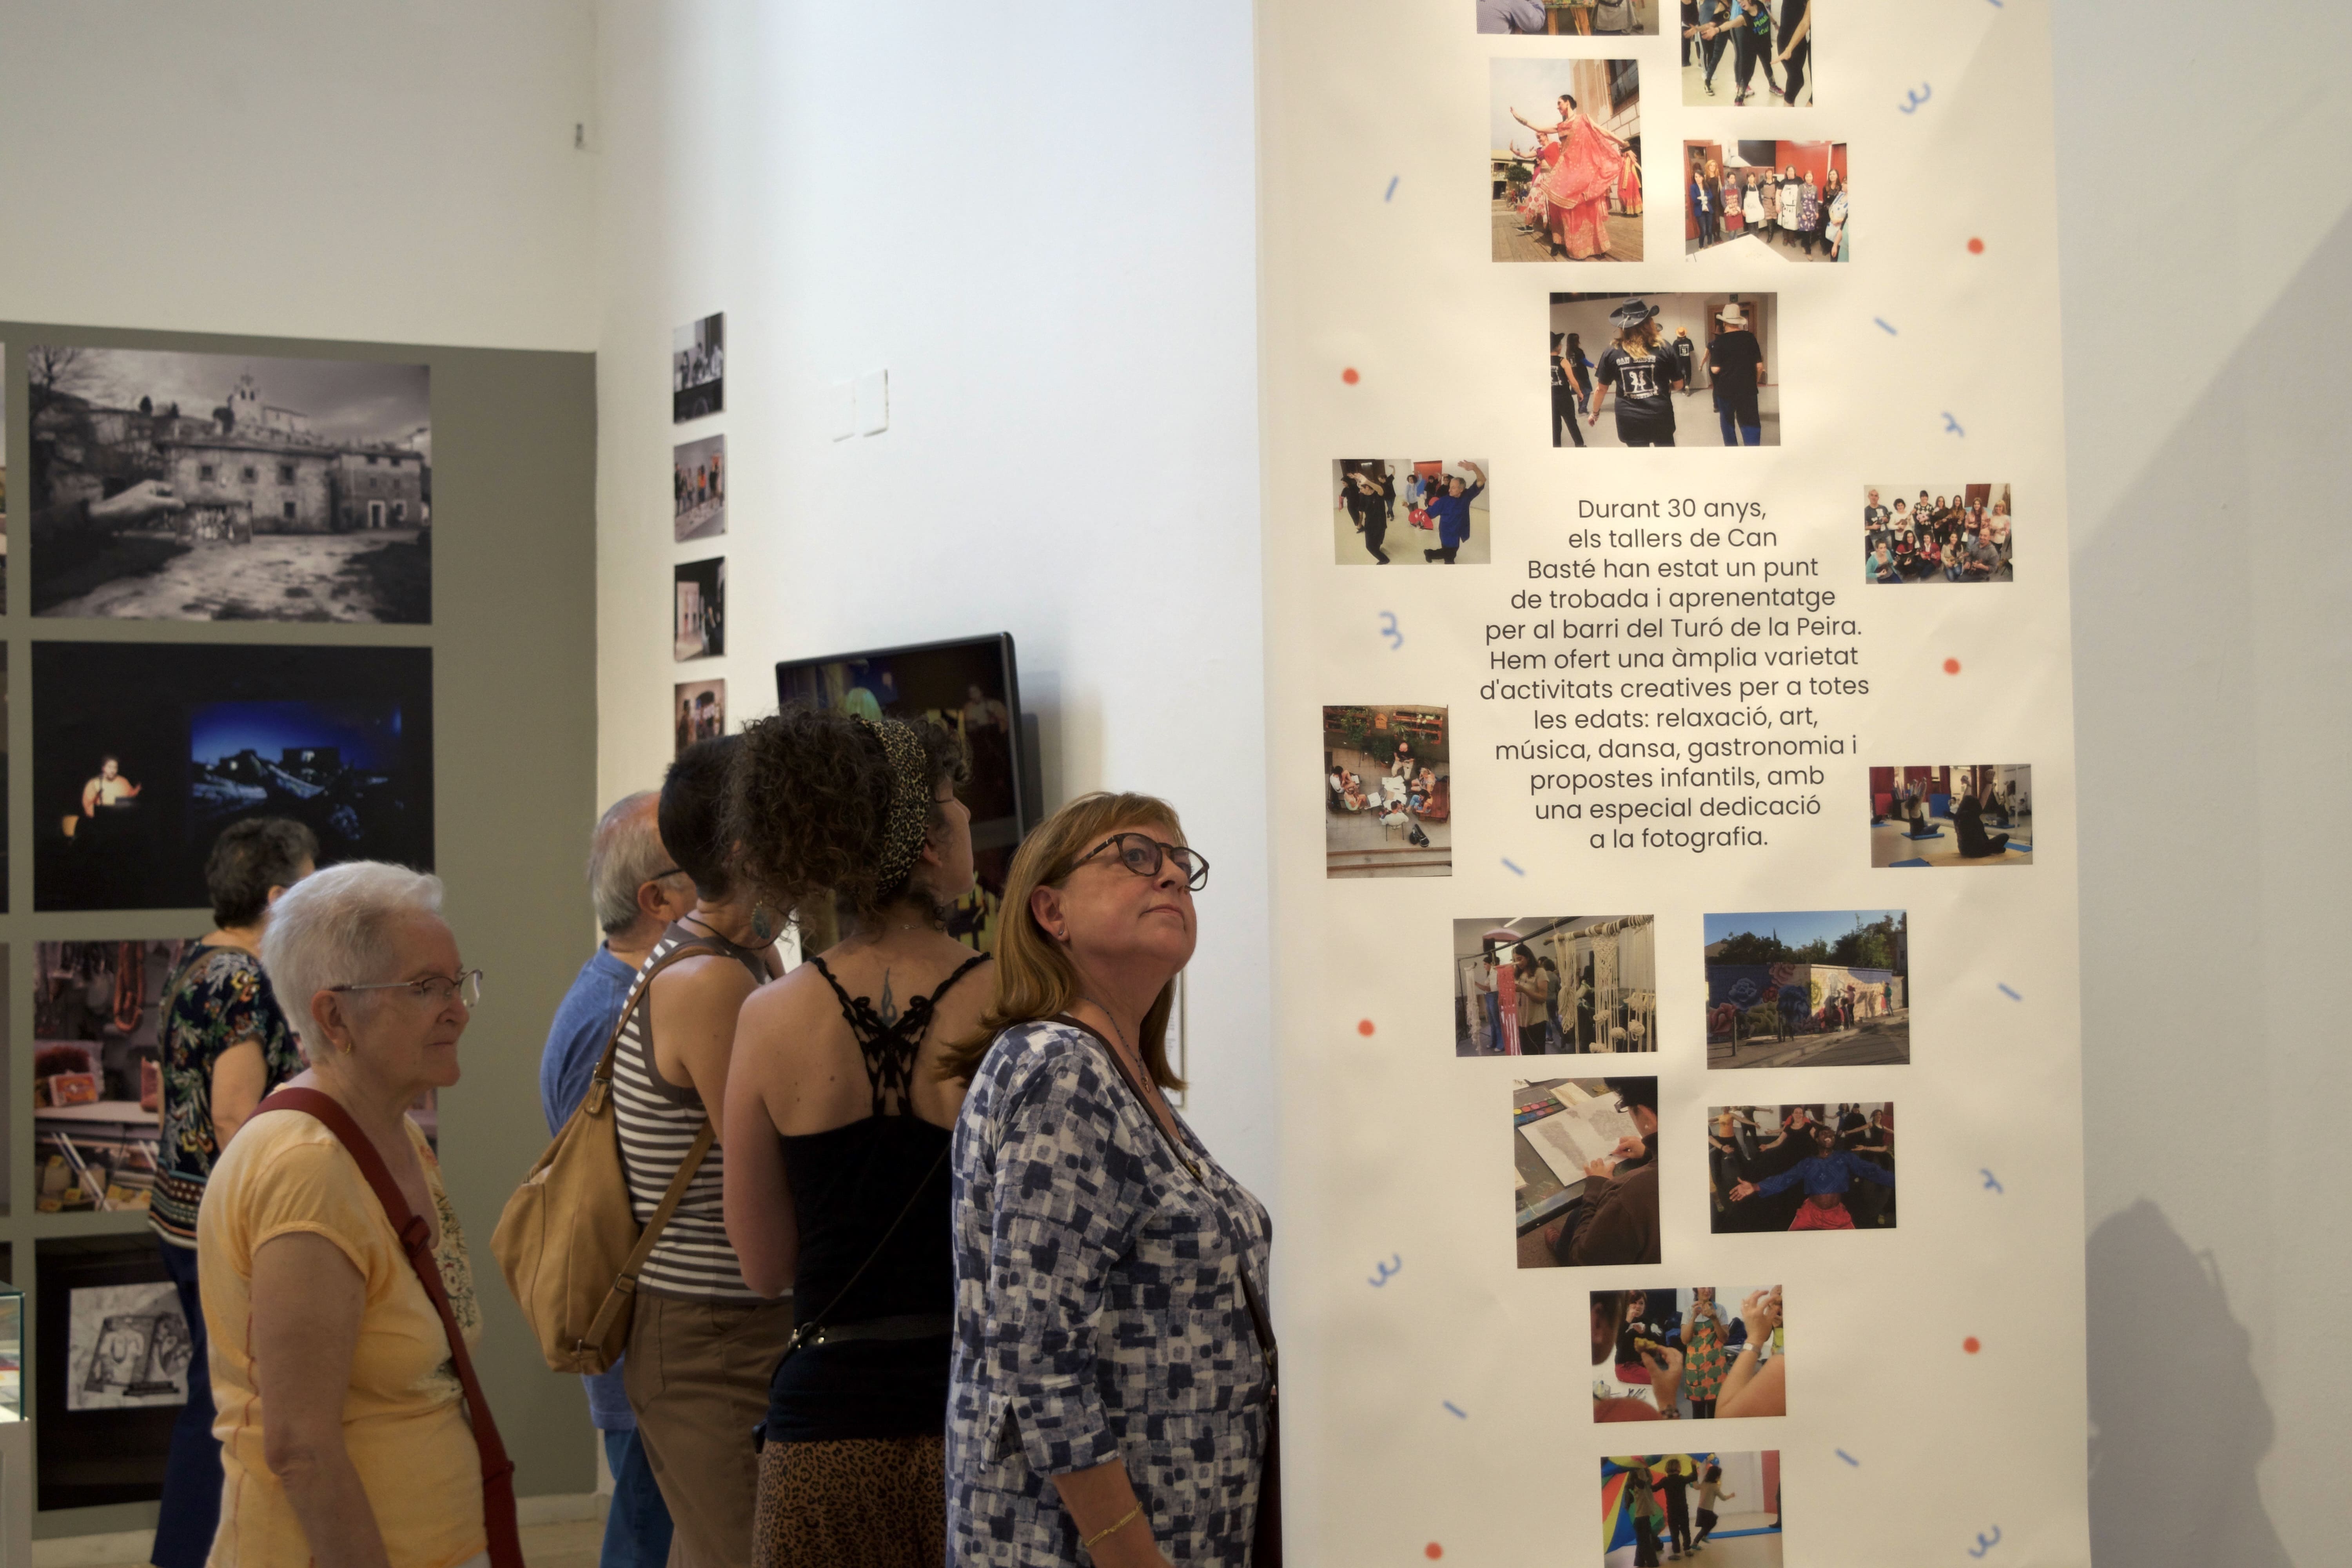 Durant 30 anys,
els tallers de Can
Basté han estat un punt
de trobada i aprenentatge
per al barri del Turó de la Peira.
Hem ofert una àmplia varietat
d'activitats creatives per a totes
les edats: relaxació, art,
música, dansa, gastronomia i
propostes infantils, amb
una especial dedicació
a la fotografia.